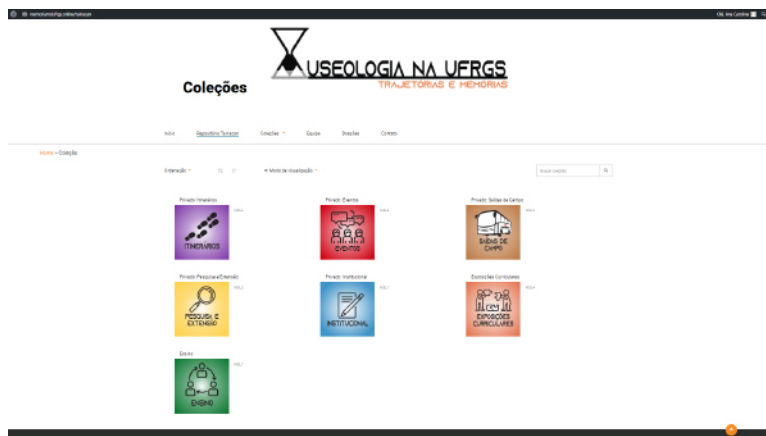 USEOLOGIA NA UFRGS
TRAJETÓRIAS E MEMÓRIAS
Coleções
Início Repositório Tainacan Coleções Equipe Doações Contato
Home > Coleção
Ordenação Modo de visualização
Privado: Itinerários
ITINERÁRIOS
Privado: Eventos
EVENTOS
Privado: Saídas de Campo
SAÍDAS DE
CAMPO
Privado: Pesquisa e Extensão
PESQUISA E
EXTENSÃO
Privado: Institucional
INSTITUCIONAL
Exposições Curriculares
EXPOSIÇÕES
CURRICULARES
Ensino
ENSINO